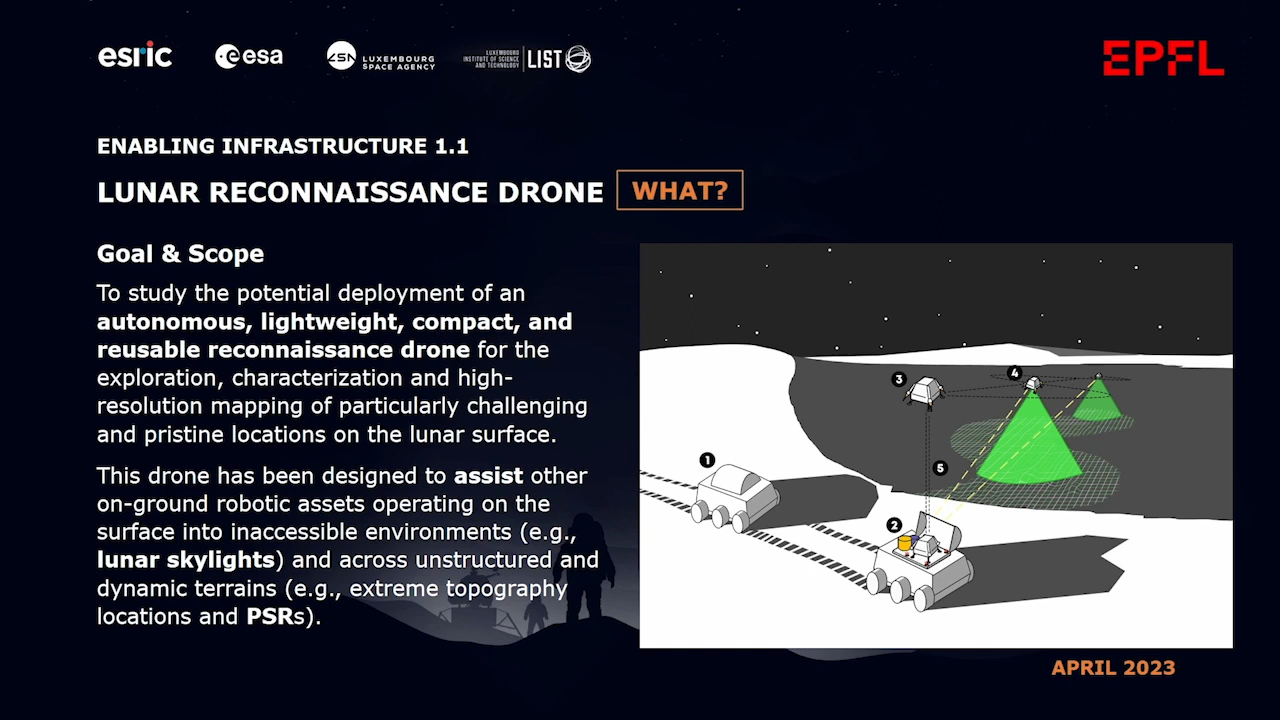 esric
esa
LSA LUXEMBOURG
SPACE AGENCY
LUXEMBOURG
INSTITUTE OF SCIENCE
AND TECHNOLOGY
LIST
EPFL
ENABLING INFRASTRUCTURE 1.1
LUNAR RECONNAISSANCE DRONE WHAT?
Goal & Scope
To study the potential deployment of an
autonomous, lightweight, compact, and
reusable reconnaissance drone for the
exploration, characterization and high-
resolution mapping of particularly challenging
and pristine locations on the lunar surface.
This drone has been designed to assist other
on-ground robotic assets operating on the
surface into inaccessible environments (e.g.,
lunar skylights) and across unstructured and
dynamic terrains (e.g., extreme topography
locations and PSRs).
3
4
1
5
2
APRIL 2023